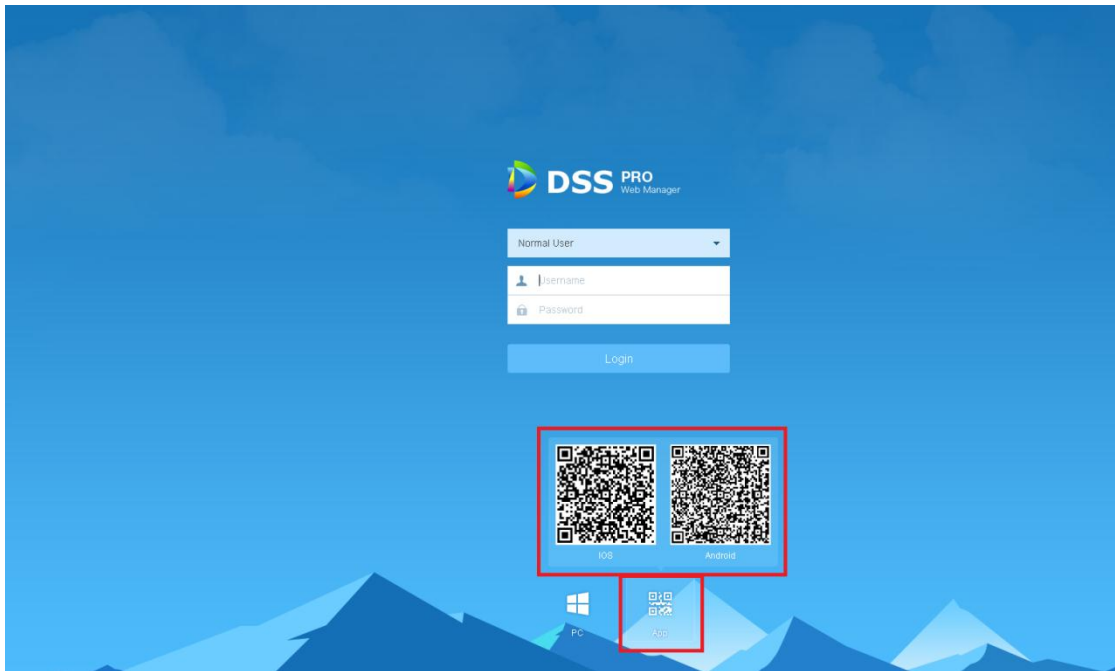 DSS PRO
Web Manager
Normal User
Username
Password
Login
IOS Android
PC App